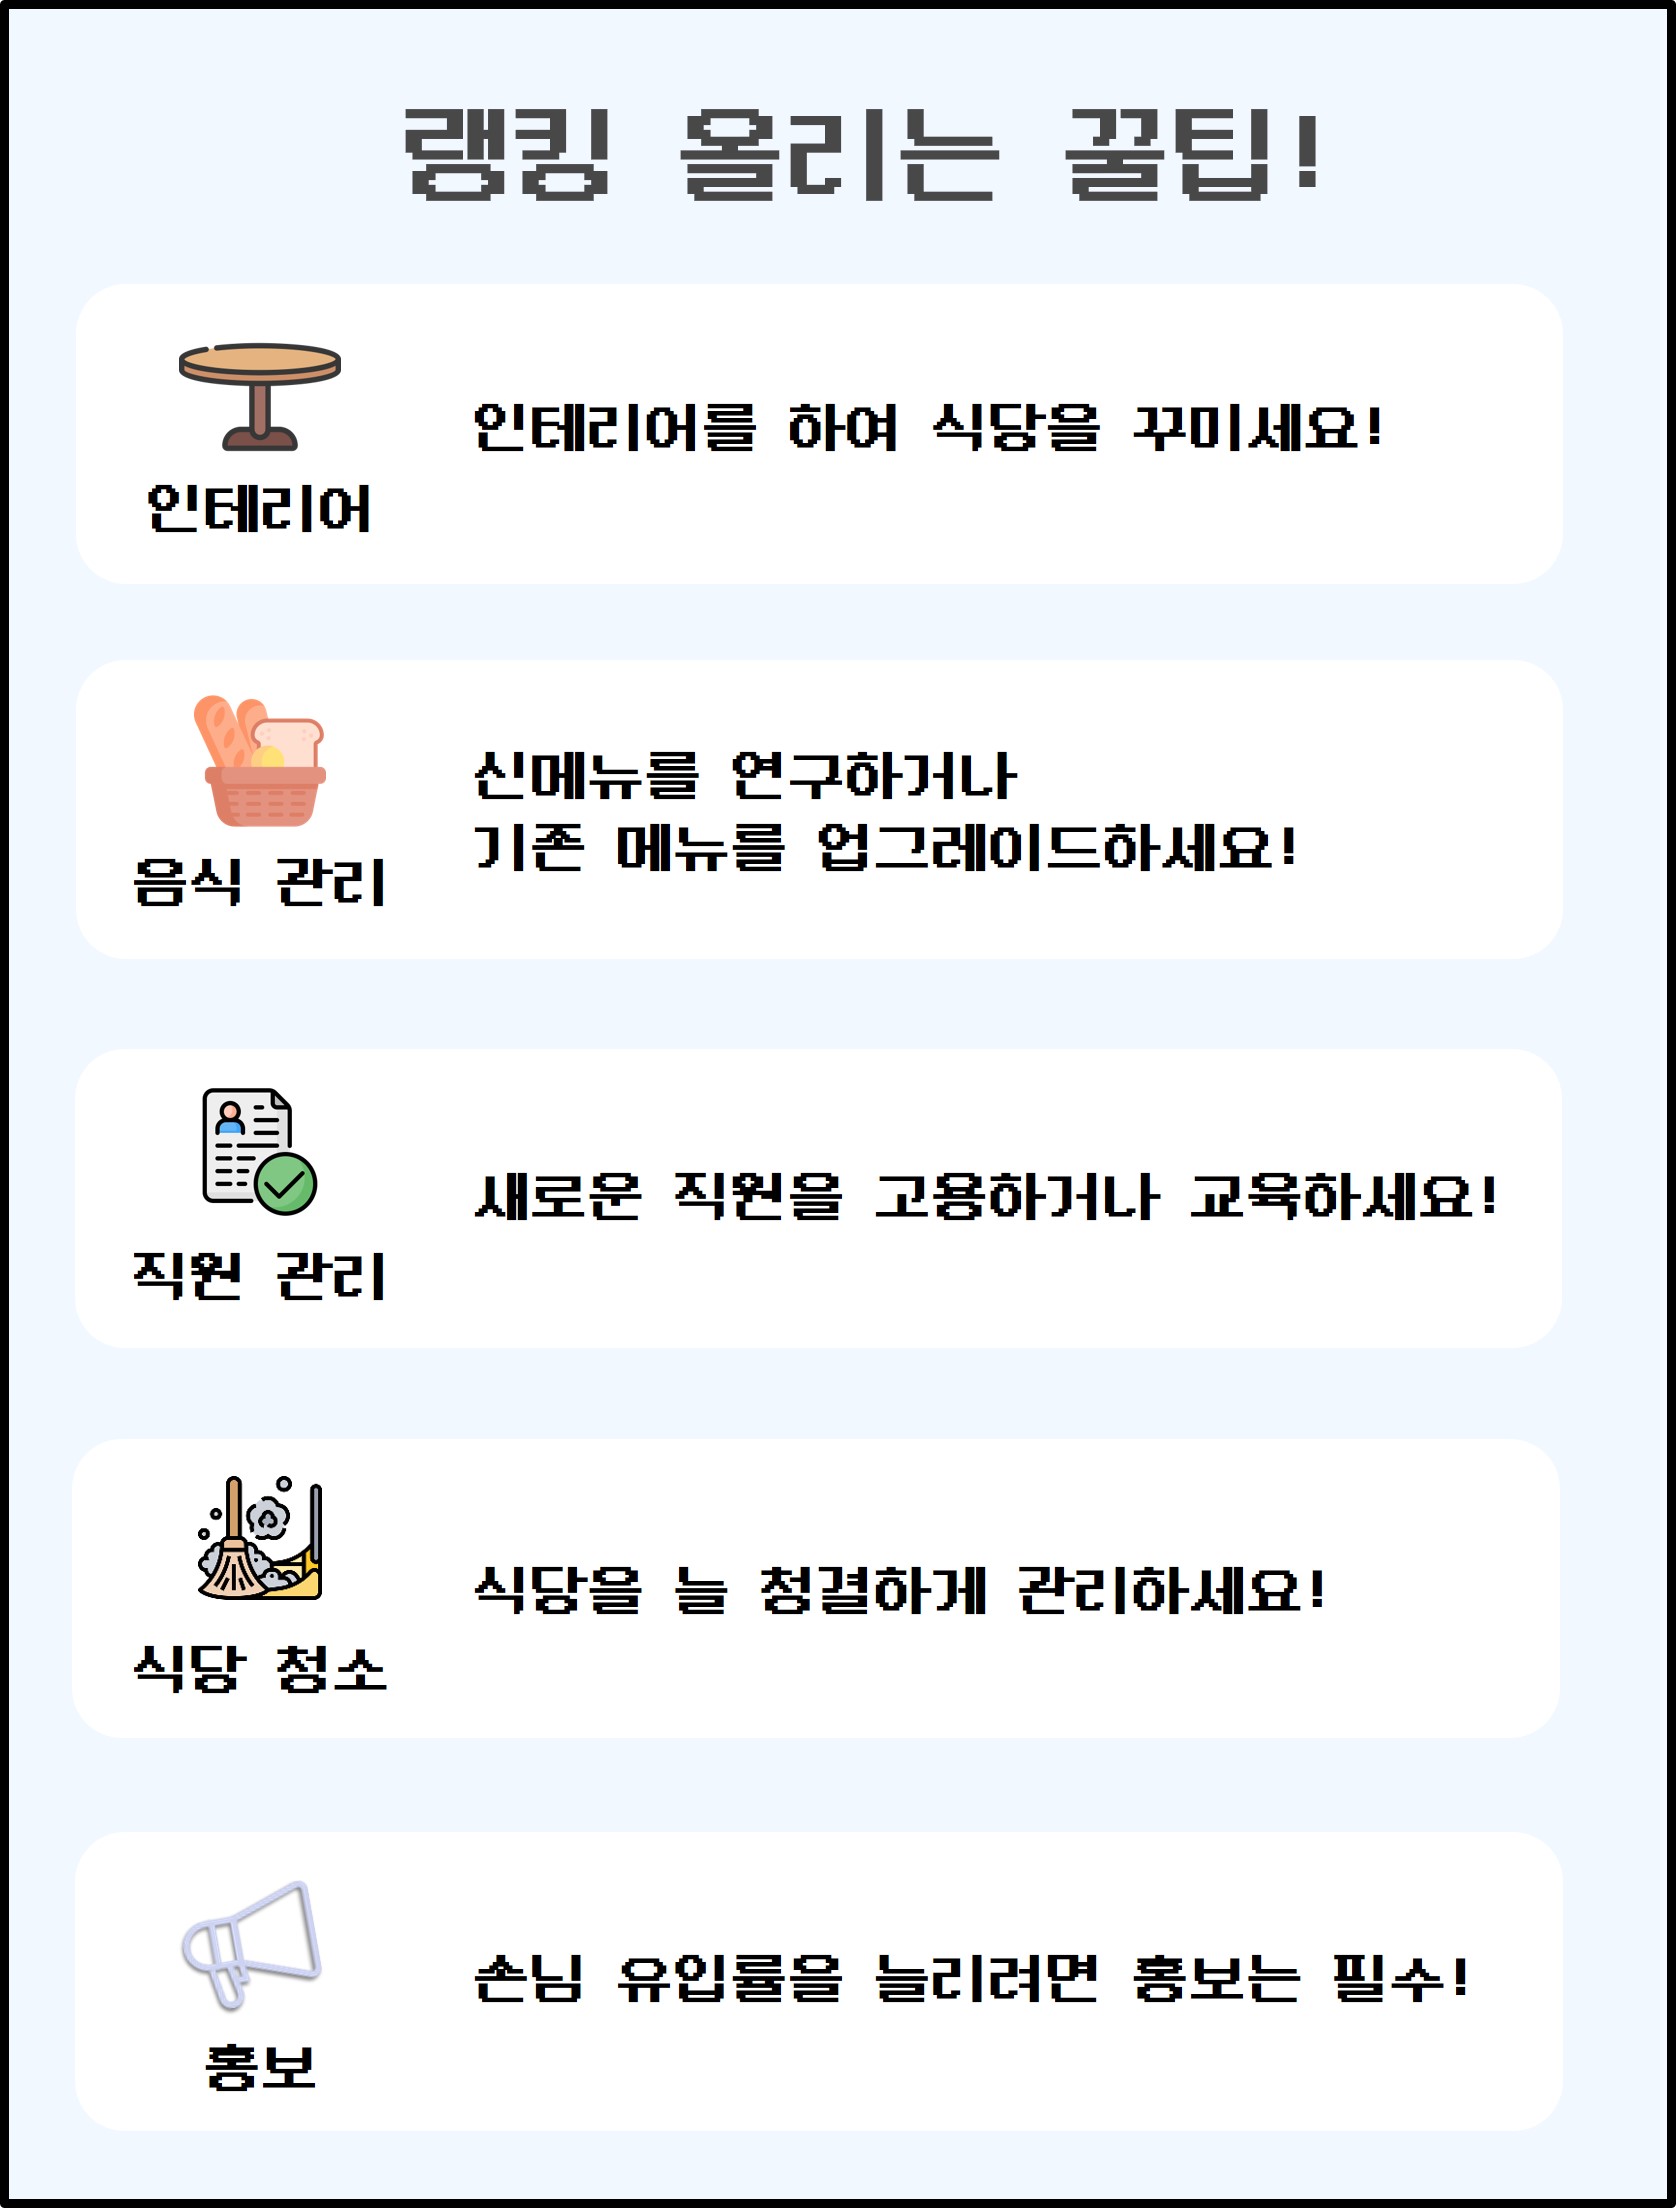 랭킹 올리는 꿀팁!
인테리어를 하여 식당을 꾸미세요!
인테리어
신메뉴를 연구하거나
기존 메뉴를 업그레이드하세요!
음식 관리
새로운 직원을 고용하거나 교육하세요!
직원 관리
식당을 늘 청결하게 관리하세요!
식당 청소
손님 유입률을 늘리려면 홍보는 필수!
홍보